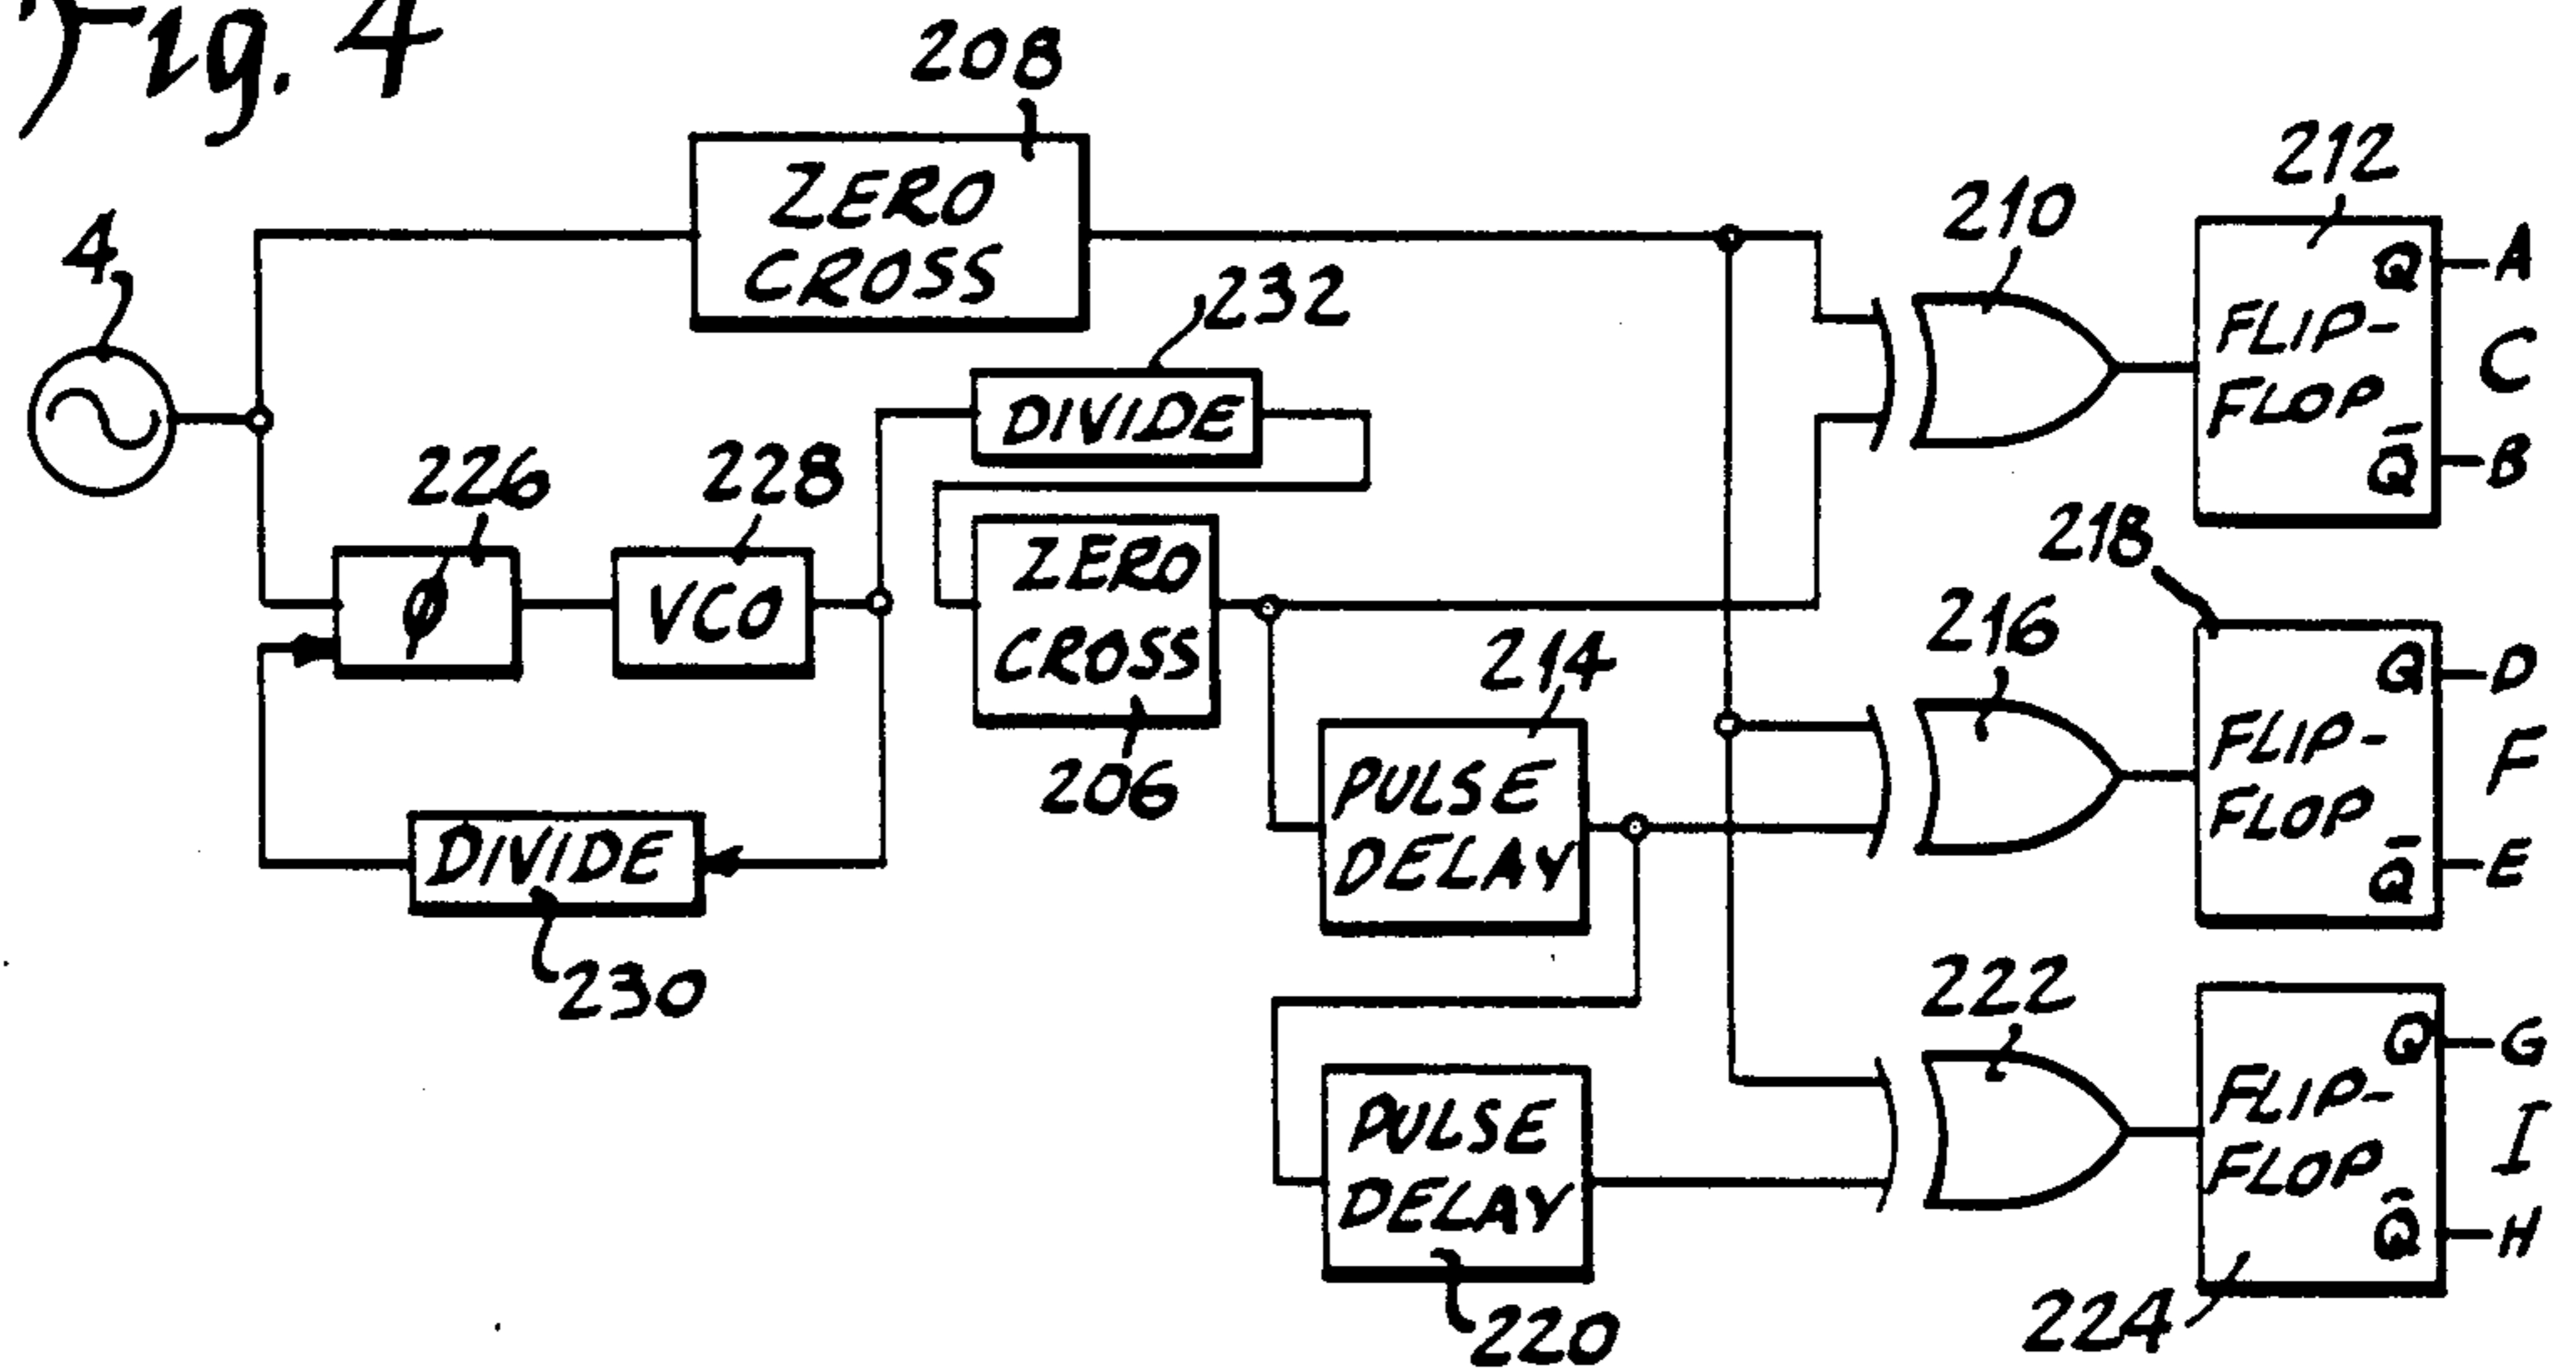 Fig. 4
208
ZERO
CROSS
4
232
DIVIDE
210
212
Q
A
FLIP-
FLOP
C
Q̄
B
226
Ø
228
VCO
ZERO
CROSS
206
218
216
Q
D
FLIP-
FLOP
F
Q̄
E
214
PULSE
DELAY
DIVIDE
230
222
Q
G
FLIP-
FLOP
I
Q̄
H
224
PULSE
DELAY
220